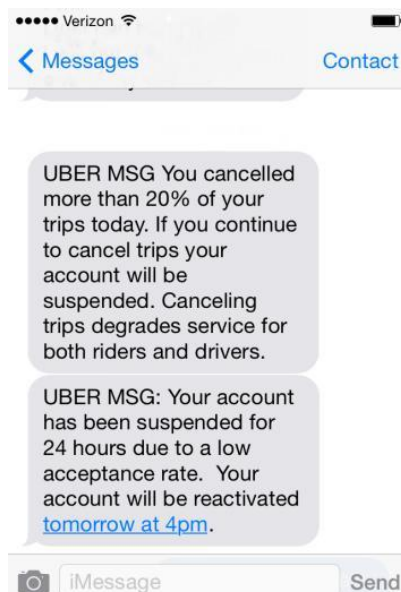 Verizon
Messages
Contact
UBER MSG You cancelled
more than 20% of your
trips today. If you continue
to cancel trips your
account will be
suspended. Canceling
trips degrades service for
both riders and drivers.
UBER MSG: Your account
has been suspended for
24 hours due to a low
acceptance rate. Your
account will be reactivated
tomorrow at 4pm.
iMessage
Send